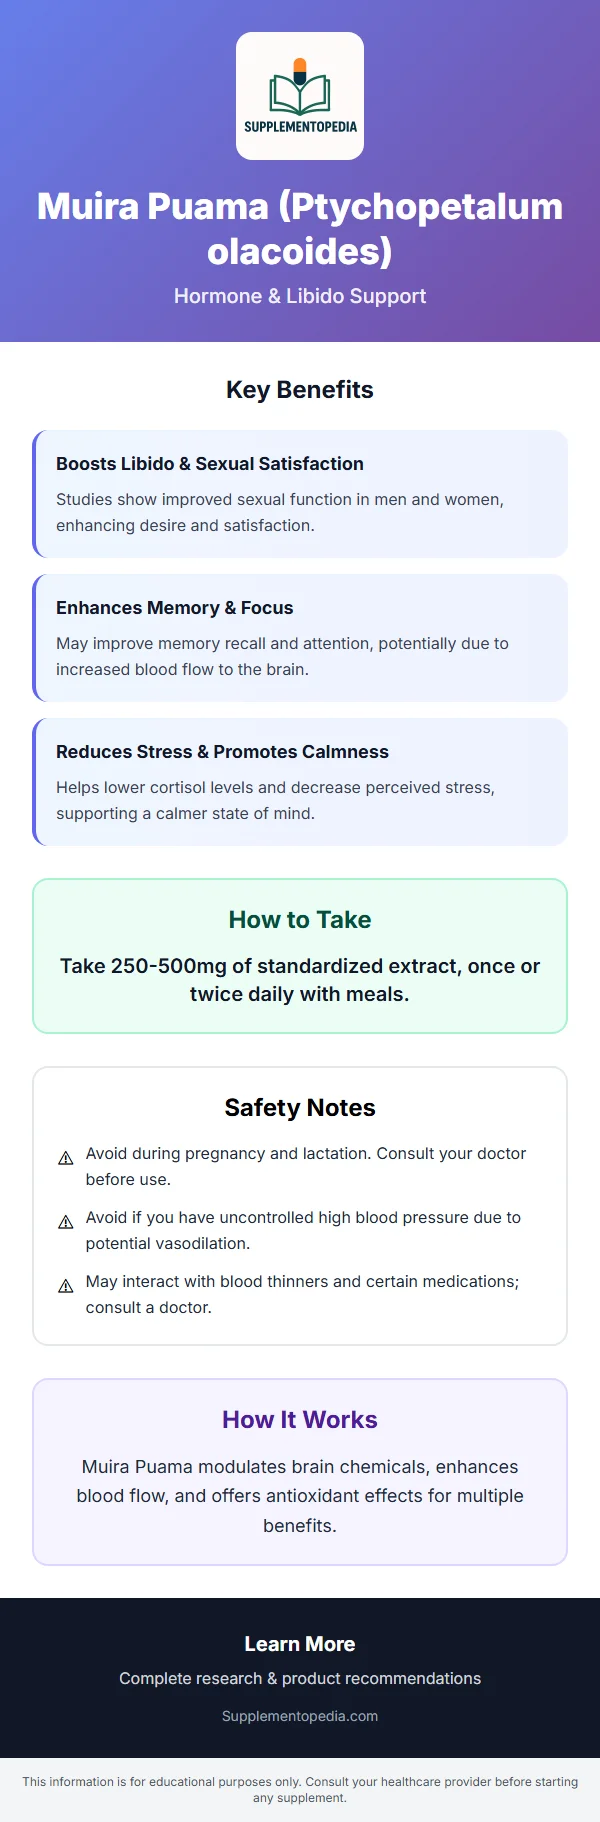 SUPPLEMENTOPEDIA
Muira Puama (Ptychopetalum
olacoides)
Hormone & Libido Support
Key Benefits
Boosts Libido & Sexual Satisfaction
Studies show improved sexual function in men and women,
enhancing desire and satisfaction.
Enhances Memory & Focus
May improve memory recall and attention, potentially due to
increased blood flow to the brain.
Reduces Stress & Promotes Calmness
Helps lower cortisol levels and decrease perceived stress,
supporting a calmer state of mind.
How to Take
Take 250-500mg of standardized extract, once or
twice daily with meals.
Safety Notes
Avoid during pregnancy and lactation. Consult your doctor
before use.
Avoid if you have uncontrolled high blood pressure due to
potential vasodilation.
May interact with blood thinners and certain medications;
consult a doctor.
How It Works
Muira Puama modulates brain chemicals, enhances
blood flow, and offers antioxidant effects for multiple
benefits.
Learn More
Complete research & product recommendations
Supplementopedia.com
This information is for educational purposes only. Consult your healthcare provider before starting
any supplement.